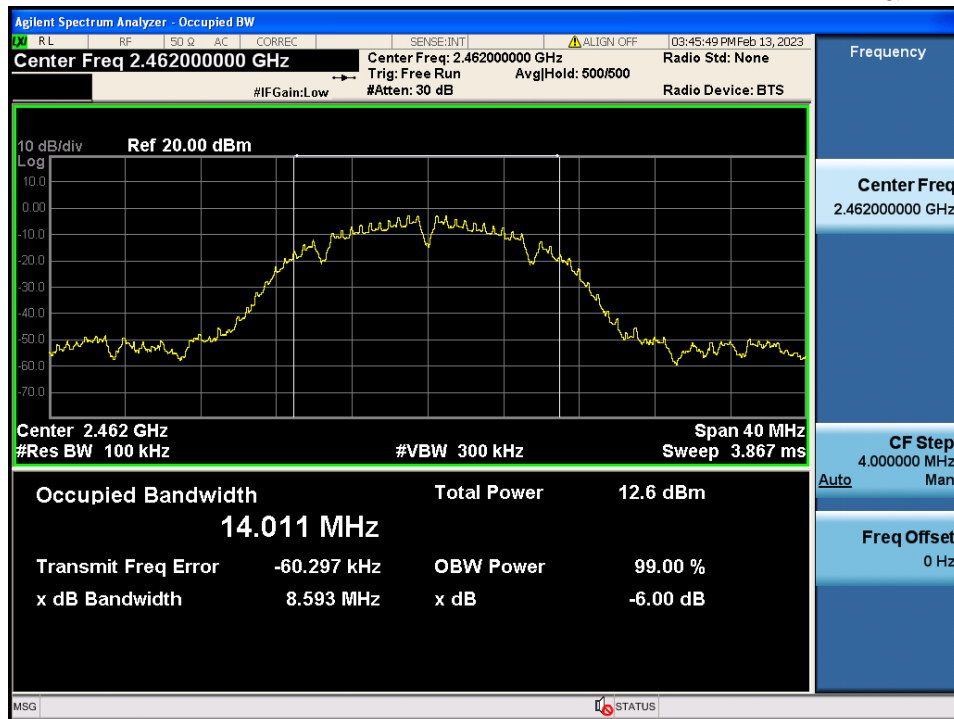 Agilent Spectrum Analyzer - Occupied BW
LXI RL RF 50 Ω AC CORREC SENSE:INT ALIGN OFF 03:45:49 PM Feb 13, 2023
Center Freq 2.462000000 GHz
Center Freq: 2.462000000 GHz Radio Std: None
Trig: Free Run Avg|Hold: 500/500
#IFGain:Low #Atten: 30 dB Radio Device: BTS
Frequency
10 dB/div Ref 20.00 dBm
Log
10.0
0.00
-10.0
-20.0
-30.0
-40.0
-50.0
-60.0
-70.0
Center 2.462 GHz Span 40 MHz
#Res BW 100 kHz #VBW 300 kHz Sweep 3.867 ms
Occupied Bandwidth Total Power 12.6 dBm
14.011 MHz
Transmit Freq Error -60.297 kHz OBW Power 99.00 %
x dB Bandwidth 8.593 MHz x dB -6.00 dB
Center Freq
2.462000000 GHz
CF Step
4.000000 MHz
Auto Man
Freq Offset
0 Hz
MSG STATUS